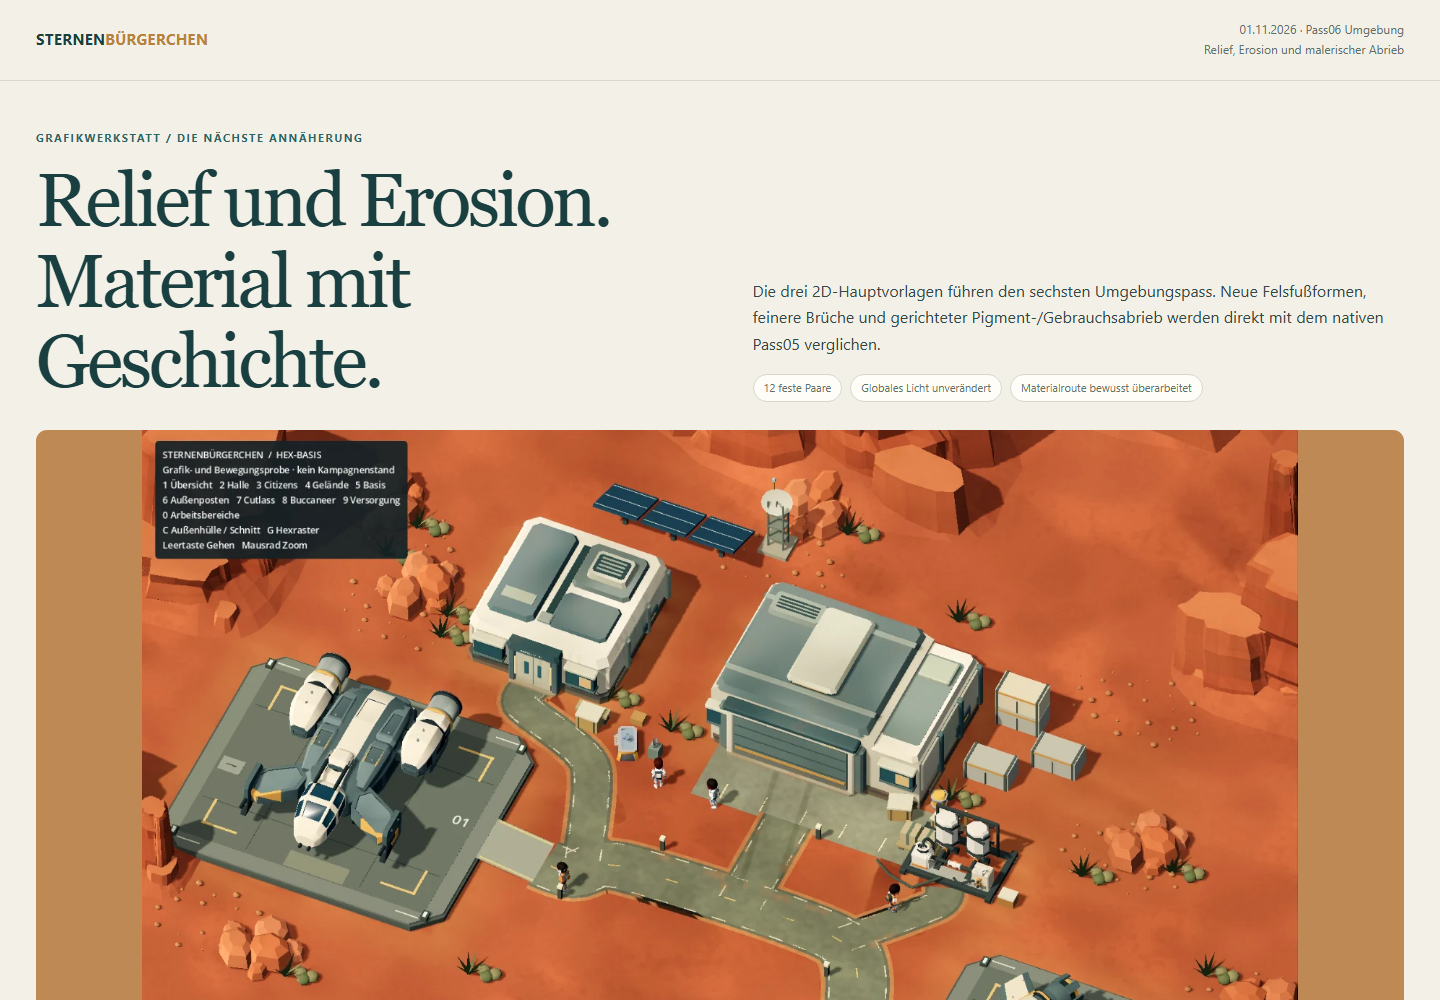 STERNENBÜRGERCHEN
01.11.2026 · Pass06 Umgebung
Relief, Erosion und malerischer Abrieb
GRAFIKWERKSTATT / DIE NÄCHSTE ANNÄHERUNG
Relief und Erosion.
Material mit
Geschichte.
Die drei 2D-Hauptvorlagen führen den sechsten Umgebungspass. Neue Felsfußformen,
feinere Brüche und gerichteter Pigment-/Gebrauchsabrieb werden direkt mit dem nativen
Pass05 verglichen.
12 feste Paare
Globales Licht unverändert
Materialroute bewusst überarbeitet
STERNENBÜRGERCHEN / HEX-BASIS
Grafik- und Bewegungsprobe · kein Kampagnenstand
1 Übersicht 2 Halle 3 Citizens 4 Gelände 5 Basis
6 Außenposten 7 Cutlass 8 Buccaneer 9 Versorgung
0 Arbeitsbereiche
C Außenhülle / Schnitt G Hexraster
Leertaste Gehen Mausrad Zoom
01